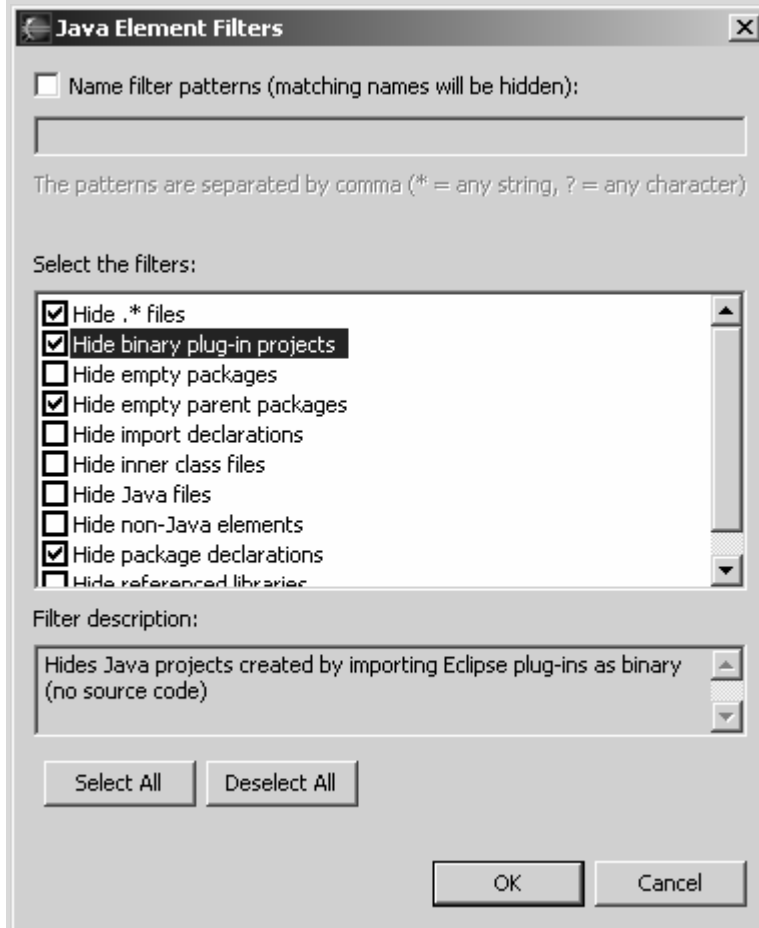 Java Element Filters
Name filter patterns (matching names will be hidden):
The patterns are separated by comma (* = any string, ? = any character)
Select the filters:
Hide .* files
Hide binary plug-in projects
Hide empty packages
Hide empty parent packages
Hide import declarations
Hide inner class files
Hide Java files
Hide non-Java elements
Hide package declarations
Hide referenced libraries
Filter description:
Hides Java projects created by importing Eclipse plug-ins as binary
(no source code)
Select All Deselect All
OK Cancel